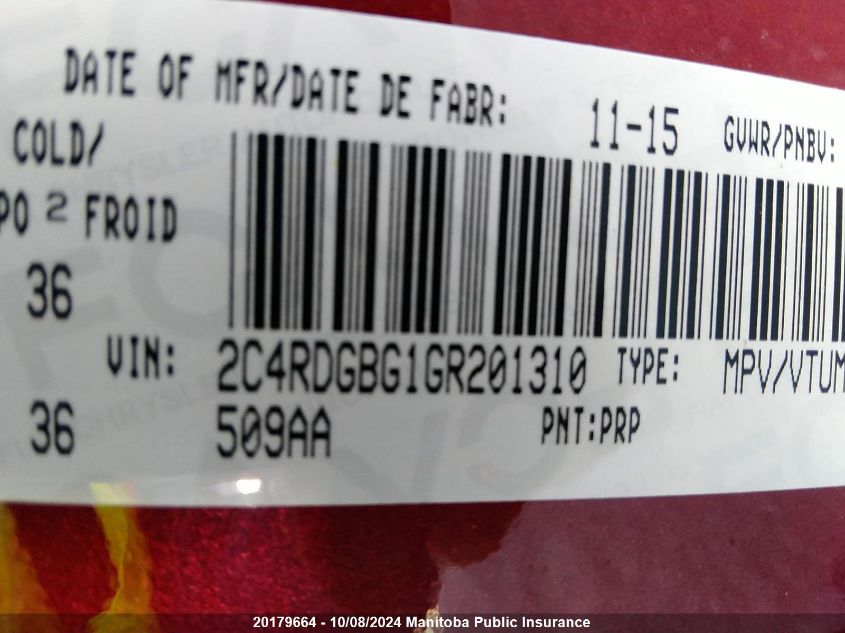 DATE OF MFR/DATE DE FABR: 11-15 GVWR/PNBV:
COLD/
PO 2 FROID
36
VIN: 2C4RDGBG1GR201310 TYPE: MPV/VTUM
36 509AA PNT:PRP
20179664 - 10/08/2024 Manitoba Public Insurance